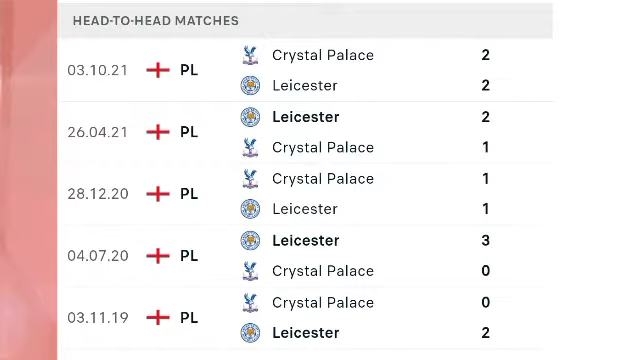 HEAD-TO-HEAD MATCHES
03.10.21 PL Crystal Palace 2
Leicester 2
26.04.21 PL Leicester 2
Crystal Palace 1
28.12.20 PL Crystal Palace 1
Leicester 1
04.07.20 PL Leicester 3
Crystal Palace 0
03.11.19 PL Crystal Palace 0
Leicester 2